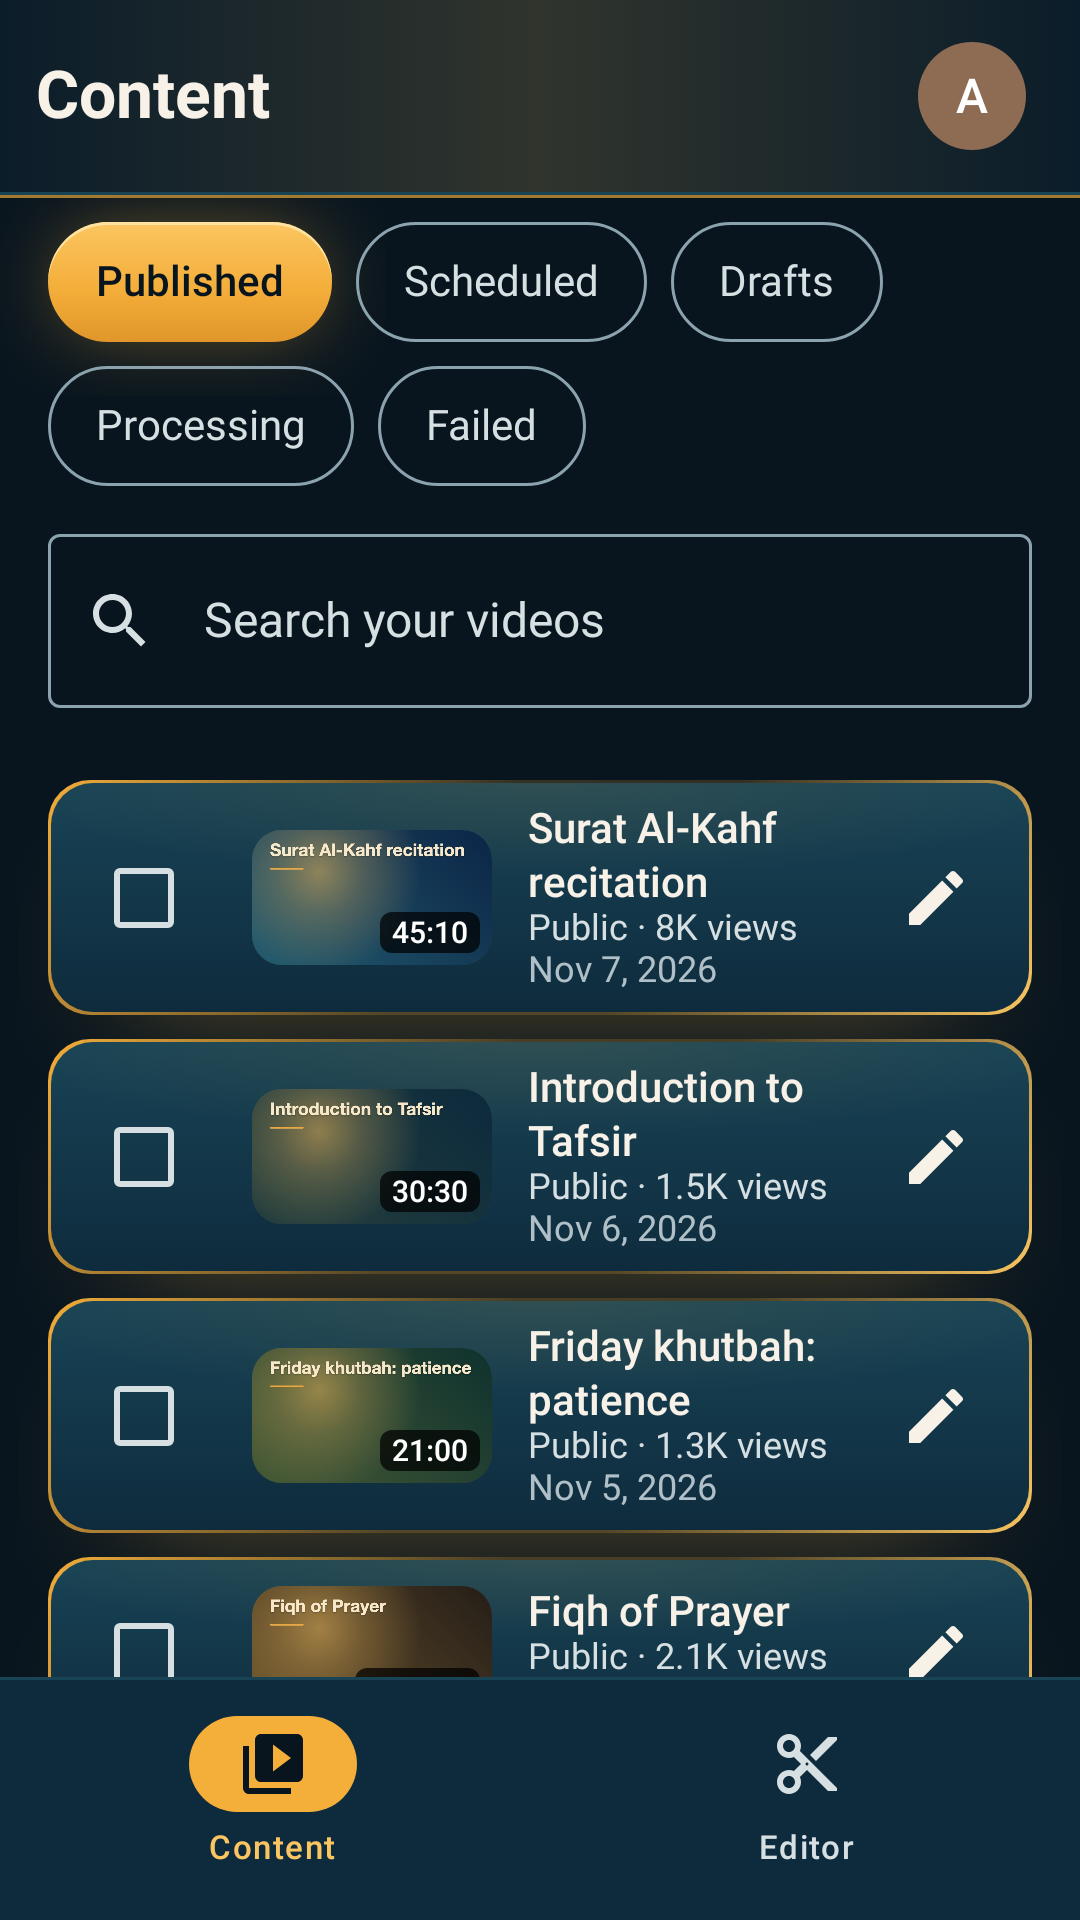 Content
A
Published
Scheduled
Drafts
Processing
Failed
Search your videos
Surat Al-Kahf recitation
45:10
Surat Al-Kahf
recitation
Public · 8K views
Nov 7, 2026
Introduction to Tafsir
30:30
Introduction to
Tafsir
Public · 1.5K views
Nov 6, 2026
Friday khutbah: patience
21:00
Friday khutbah:
patience
Public · 1.3K views
Nov 5, 2026
Fiqh of Prayer
Fiqh of Prayer
Public · 2.1K views
Content
Editor